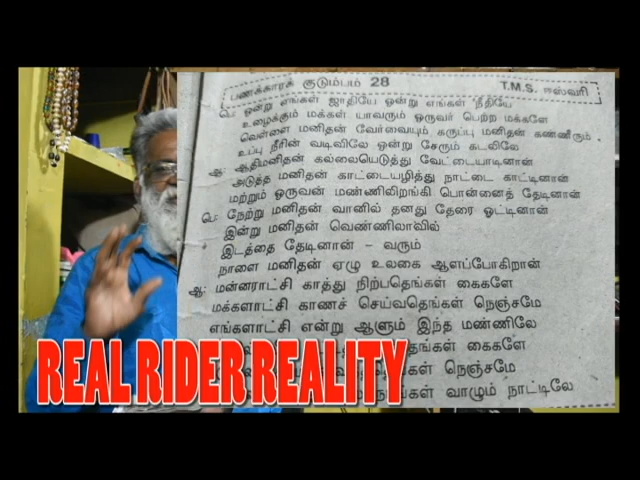 பணக்காரக் குடும்பம் 28 T.M.S. ஈஸ்வரி
பெ: ஒன்று எங்கள் ஜாதியே ஒன்று எங்கள் நீதியே
உழைக்கும் மக்கள் யாவரும் ஒருவர் பெற்ற மக்களே
வெள்ளை மனிதன் வேர்வையும் கருப்பு மனிதன் கண்ணீரும்
உப்பு நீரின் வடிவிலே ஒன்று சேரும் கடலிலே
ஆ: ஆதிமனிதன் கல்லையெடுத்து வேட்டையாடினான்
அடுத்த மனிதன் காட்டையழித்து நாட்டை காட்டினான்
மற்றும் ஒருவன் மண்ணிலிறங்கி பொன்னைத் தேடினான்
பெ: நேற்று மனிதன் வானில் தனது தேரை ஓட்டினான்
இன்று மனிதன் வெண்ணிலாவில்
இடத்தை தேடினான் - வரும்
நாளை மனிதன் ஏழு உலகை ஆளப்போகிறான்
ஆ: மன்னராட்சி காத்து நிற்பதெங்கள் கைகளே
மக்களாட்சி காணச் செய்வதெங்கள் நெஞ்சமே
எங்களாட்சி என்று ஆளும் இந்த மண்ணிலே
கைகளே
நெஞ்சமே
வாழும் நாட்டிலே
REAL RIDER REALITY